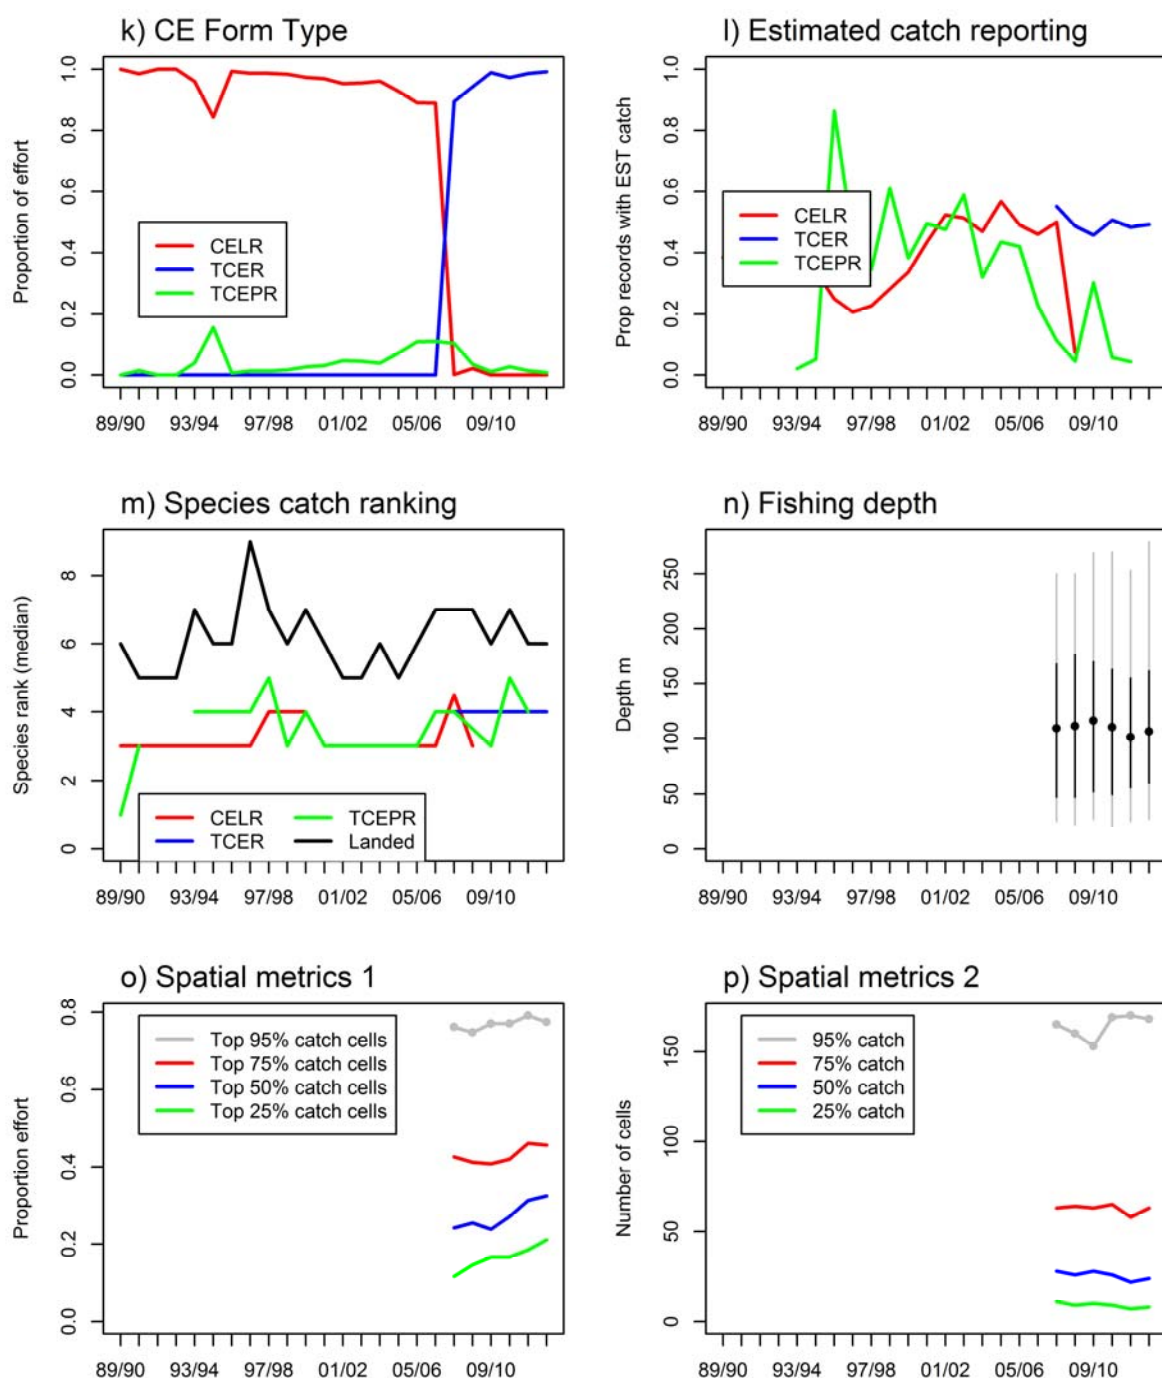 k) CE Form Type
Proportion of effort
1.0
0.8
0.6
0.4
0.2
0.0
CELR
TCER
TCEPR
89/90 93/94 97/98 01/02 05/06 09/10
l) Estimated catch reporting
Prop records with EST catch
1.0
0.8
0.6
0.4
0.2
0.0
CELR
TCER
TCEPR
89/90 93/94 97/98 01/02 05/06 09/10
m) Species catch ranking
Species rank (median)
8
6
4
2
0
CELR TCEPR
TCER Landed
89/90 93/94 97/98 01/02 05/06 09/10
n) Fishing depth
Depth m
250
200
150
100
50
0
89/90 93/94 97/98 01/02 05/06 09/10
o) Spatial metrics 1
Proportion effort
0.8
0.6
0.4
0.2
0.0
Top 95% catch cells
Top 75% catch cells
Top 50% catch cells
Top 25% catch cells
89/90 93/94 97/98 01/02 05/06 09/10
p) Spatial metrics 2
Number of cells
150
100
50
0
95% catch
75% catch
50% catch
25% catch
89/90 93/94 97/98 01/02 05/06 09/10